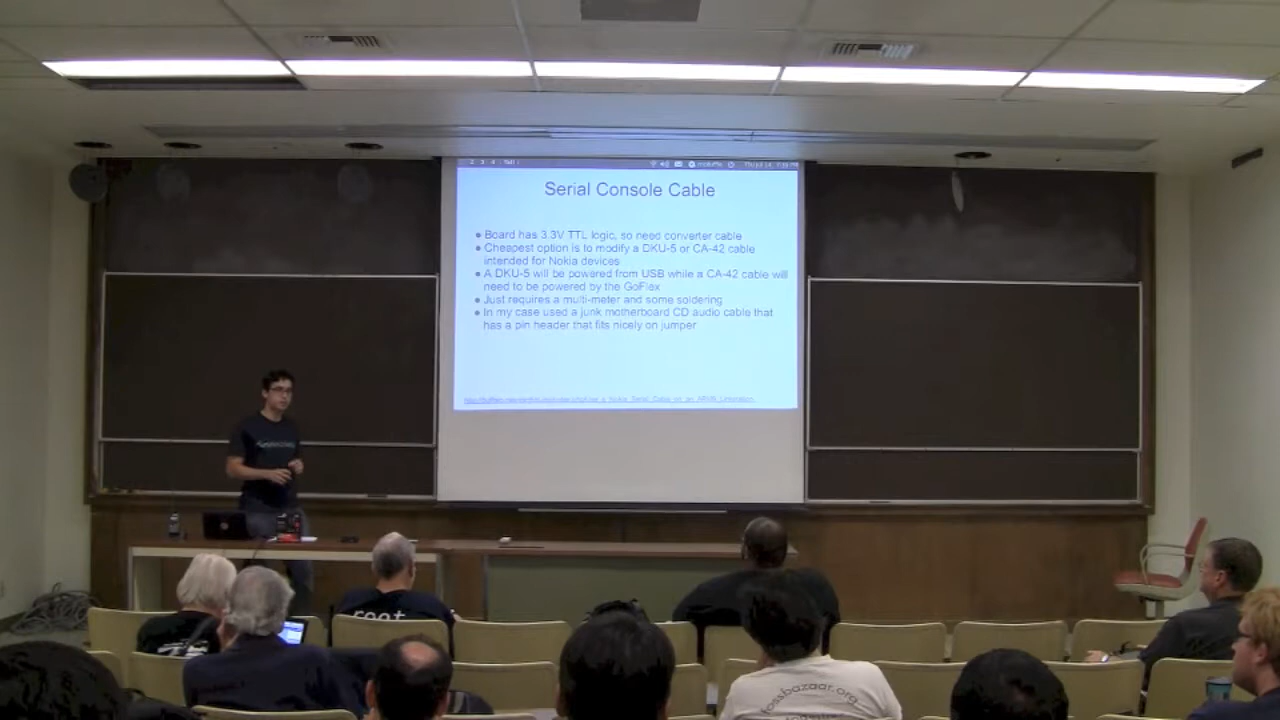 Serial Console Cable
● Board has 3.3V TTL logic, so need converter cable
● Cheapest option is to modify a DKU-5 or CA-42 cable
intended for Nokia devices
● A DKU-5 will be powered from USB while a CA-42 cable will
need to be powered by the GoFlex
● Just requires a multi-meter and some soldering
● In my case used a junk motherboard CD audio cable that
has a pin header that fits nicely on jumper
root
fossbazaar.org